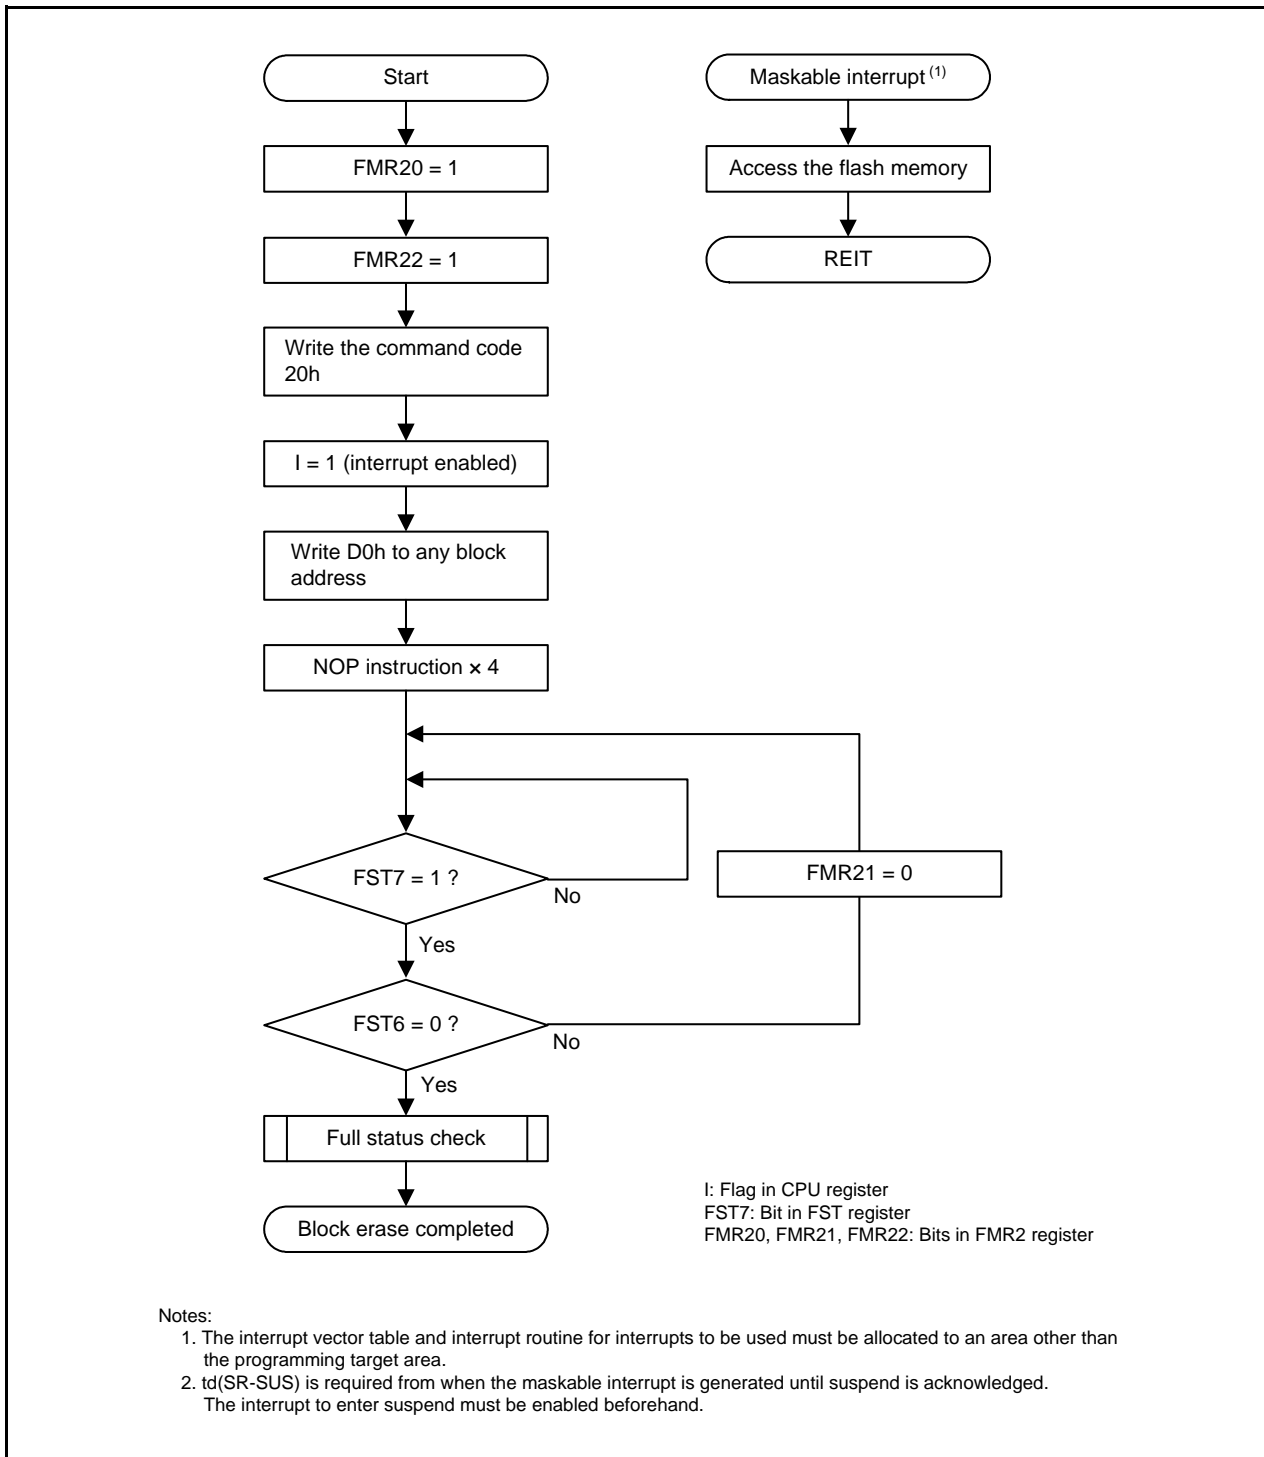 Start
FMR20 = 1
FMR22 = 1
Write the command code
20h
I = 1 (interrupt enabled)
Write D0h to any block
address
NOP instruction × 4
FST7 = 1 ?
No
Yes
FMR21 = 0
FST6 = 0 ?
No
Yes
Full status check
Block erase completed
Maskable interrupt (1)
Access the flash memory
REIT
I: Flag in CPU register
FST7: Bit in FST register
FMR20, FMR21, FMR22: Bits in FMR2 register
Notes:
1. The interrupt vector table and interrupt routine for interrupts to be used must be allocated to an area other than
the programming target area.
2. td(SR-SUS) is required from when the maskable interrupt is generated until suspend is acknowledged.
The interrupt to enter suspend must be enabled beforehand.